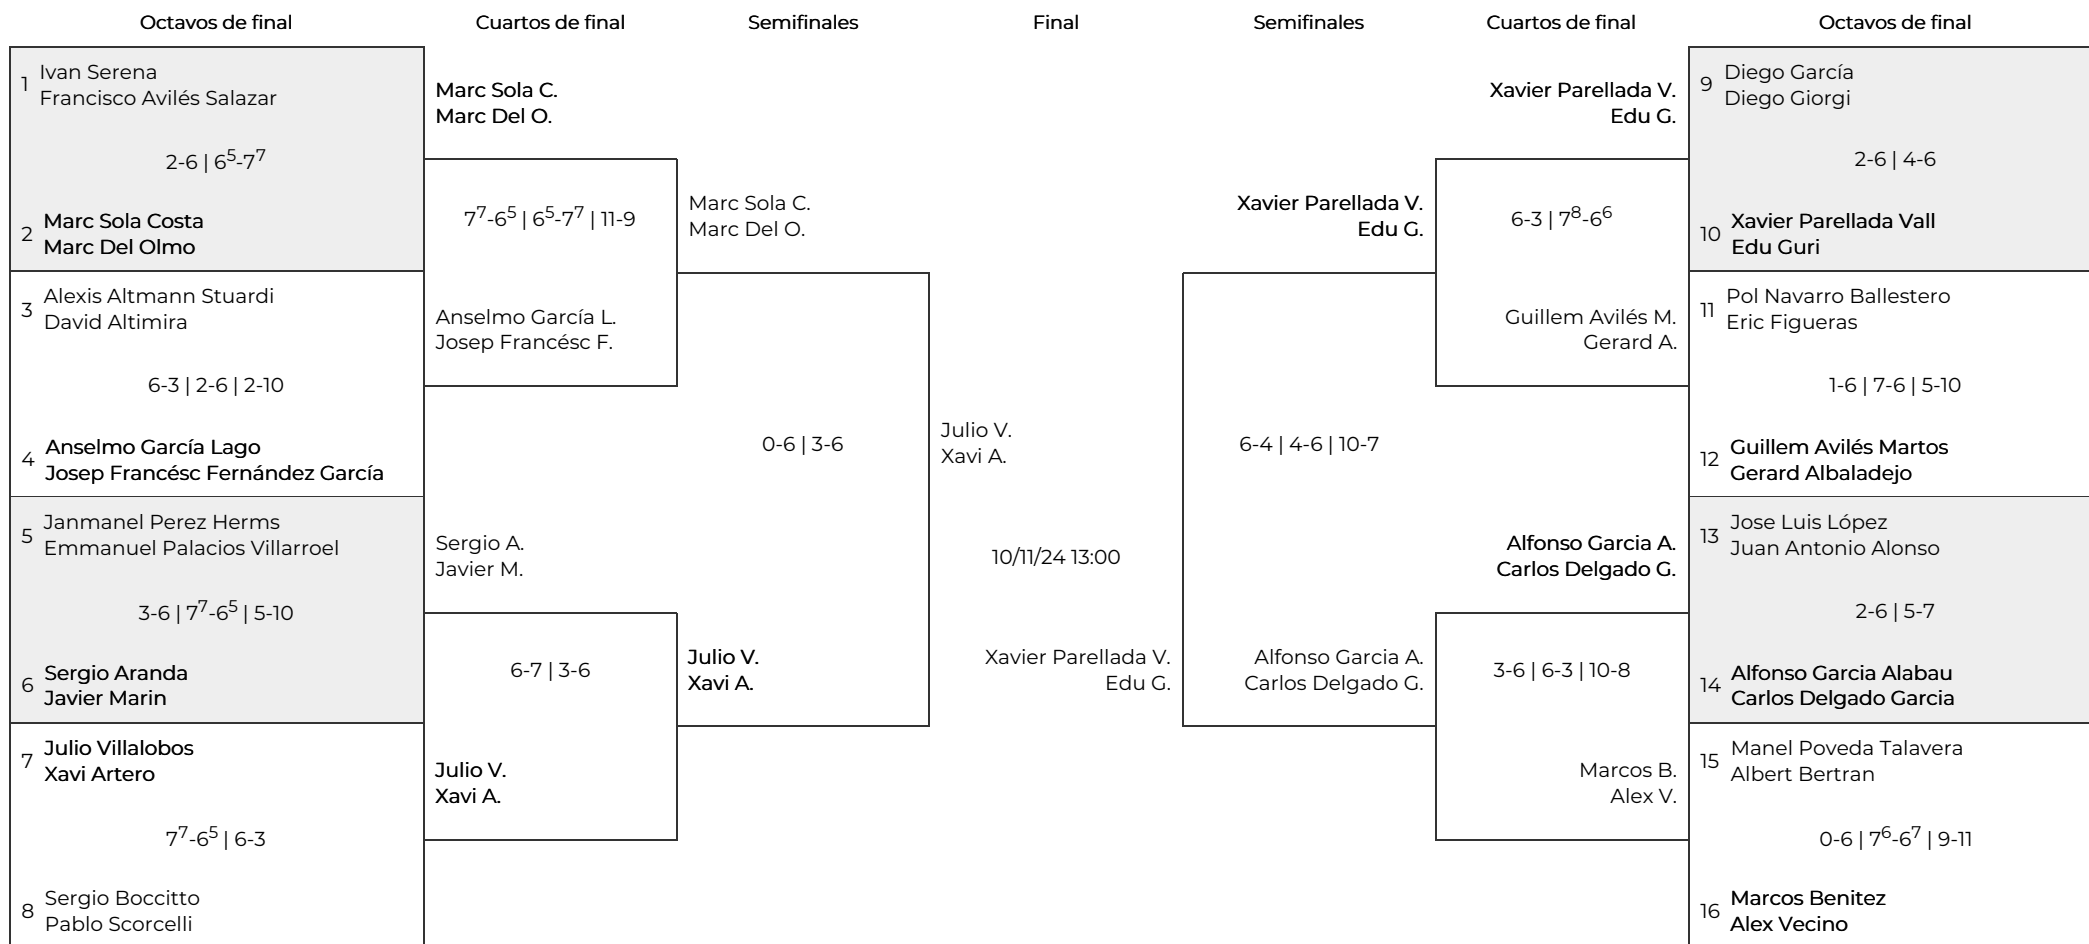 Octavos de final
Cuartos de final
Semifinales
Final
Semifinales
Cuartos de final
Octavos de final
1
Ivan Serena
Francisco Avilés Salazar
2-6 | 6⁵-7⁷
2
Marc Sola Costa
Marc Del Olmo
3
Alexis Altmann Stuardi
David Altimira
6-3 | 2-6 | 2-10
4
Anselmo García Lago
Josep Francésc Fernández García
5
Janmanel Perez Herms
Emmanuel Palacios Villarroel
3-6 | 7⁷-6⁵ | 5-10
6
Sergio Aranda
Javier Marin
7
Julio Villalobos
Xavi Artero
7⁷-6⁵ | 6-3
8
Sergio Boccitto
Pablo Scorcelli
Marc Sola C.
Marc Del O.
7⁷-6⁵ | 6⁵-7⁷ | 11-9
Anselmo García L.
Josep Francésc F.
Sergio A.
Javier M.
6-7 | 3-6
Julio V.
Xavi A.
Marc Sola C.
Marc Del O.
0-6 | 3-6
Julio V.
Xavi A.
Julio V.
Xavi A.
10/11/24 13:00
Xavier Parellada V.
Edu G.
Xavier Parellada V.
Edu G.
6-4 | 4-6 | 10-7
Alfonso Garcia A.
Carlos Delgado G.
Xavier Parellada V.
Edu G.
6-3 | 7⁸-6⁶
Guillem Avilés M.
Gerard A.
Alfonso Garcia A.
Carlos Delgado G.
3-6 | 6-3 | 10-8
Marcos B.
Alex V.
9
Diego García
Diego Giorgi
2-6 | 4-6
10
Xavier Parellada Vall
Edu Guri
11
Pol Navarro Ballestero
Eric Figueras
1-6 | 7-6 | 5-10
12
Guillem Avilés Martos
Gerard Albaladejo
13
Jose Luis López
Juan Antonio Alonso
2-6 | 5-7
14
Alfonso Garcia Alabau
Carlos Delgado Garcia
15
Manel Poveda Talavera
Albert Bertran
0-6 | 7⁶-6⁷ | 9-11
16
Marcos Benitez
Alex Vecino